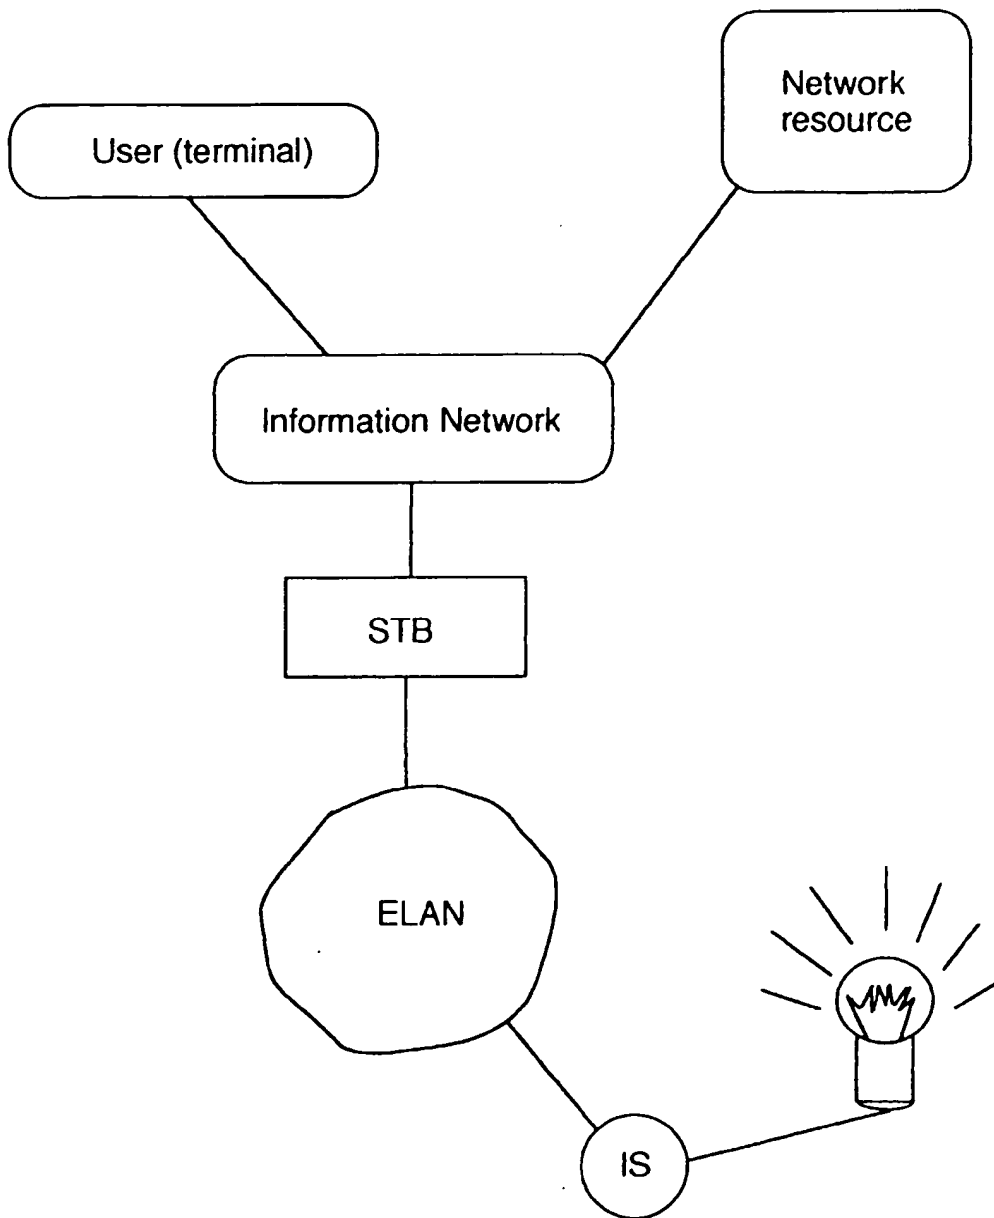 Network
resource
User (terminal)
Information Network
STB
ELAN
IS